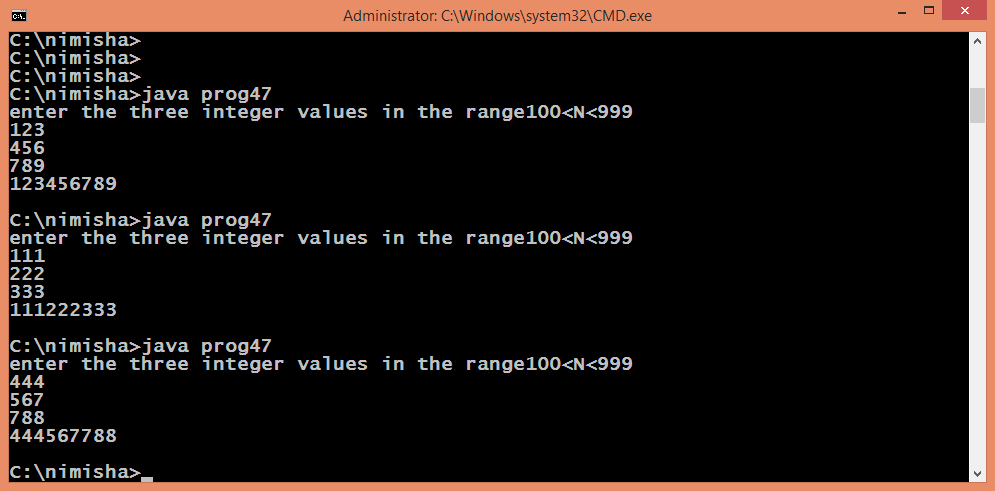 Administrator: C:\Windows\system32\CMD.exe
C:\nimisha>
C:\nimisha>
C:\nimisha>
C:\nimisha>java prog47
enter the three integer values in the range100<N<999
123
456
789
123456789
C:\nimisha>java prog47
enter the three integer values in the range100<N<999
111
222
333
111222333
C:\nimisha>java prog47
enter the three integer values in the range100<N<999
444
567
788
444567788
C:\nimisha>